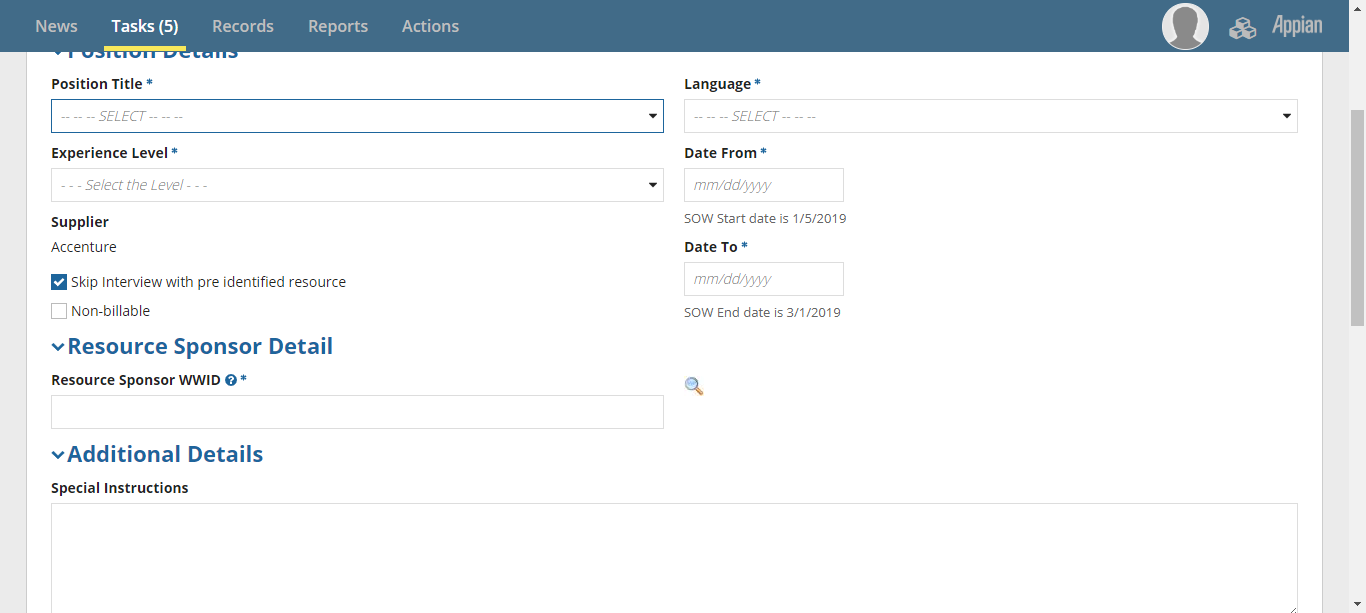 News Tasks (5) Records Reports Actions Appian
Position Details
Position Title *
-- -- -- SELECT -- -- --
Language *
-- -- -- SELECT -- -- --
Experience Level *
- - - Select the Level - - -
Date From *
mm/dd/yyyy
SOW Start date is 1/5/2019
Supplier
Accenture
Date To *
mm/dd/yyyy
SOW End date is 3/1/2019
Skip Interview with pre identified resource
Non-billable
Resource Sponsor Detail
Resource Sponsor WWID ? *
Additional Details
Special Instructions